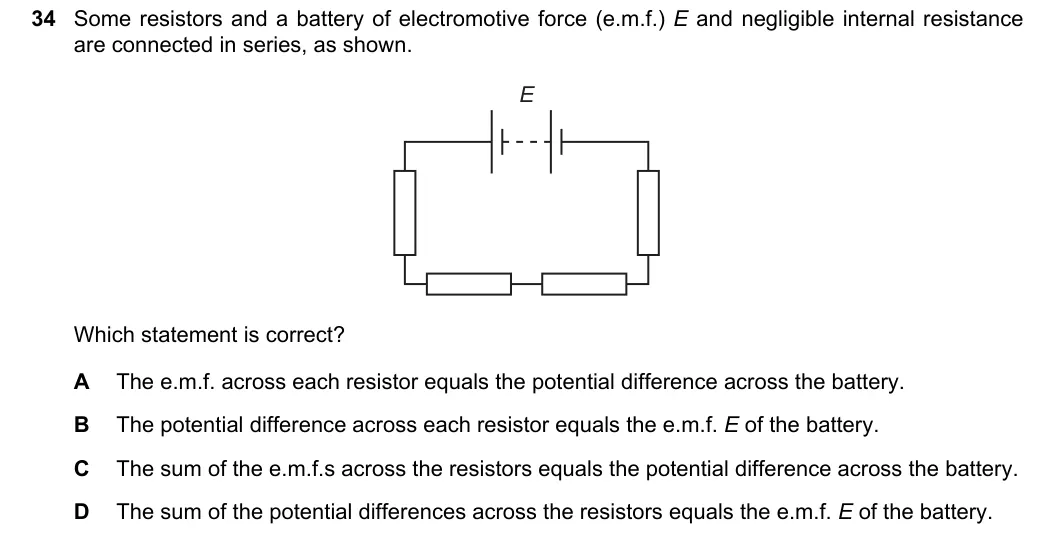 34 Some resistors and a battery of electromotive force (e.m.f.) E and negligible internal resistance
are connected in series, as shown.
E
Which statement is correct?
A The e.m.f. across each resistor equals the potential difference across the battery.
B The potential difference across each resistor equals the e.m.f. E of the battery.
C The sum of the e.m.f.s across the resistors equals the potential difference across the battery.
D The sum of the potential differences across the resistors equals the e.m.f. E of the battery.